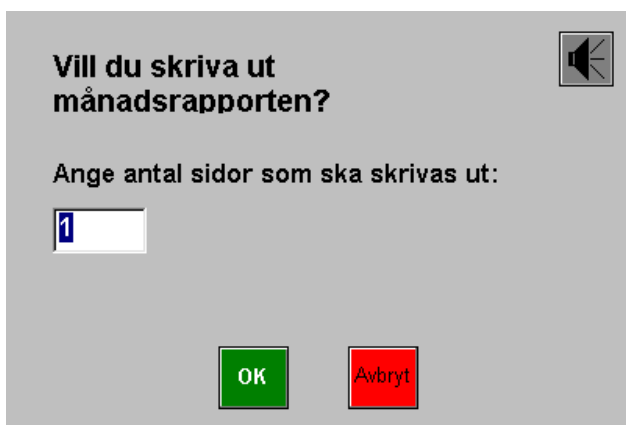 Vill du skriva ut
månadsrapporten?
Ange antal sidor som ska skrivas ut:
1
OK
Avbryt